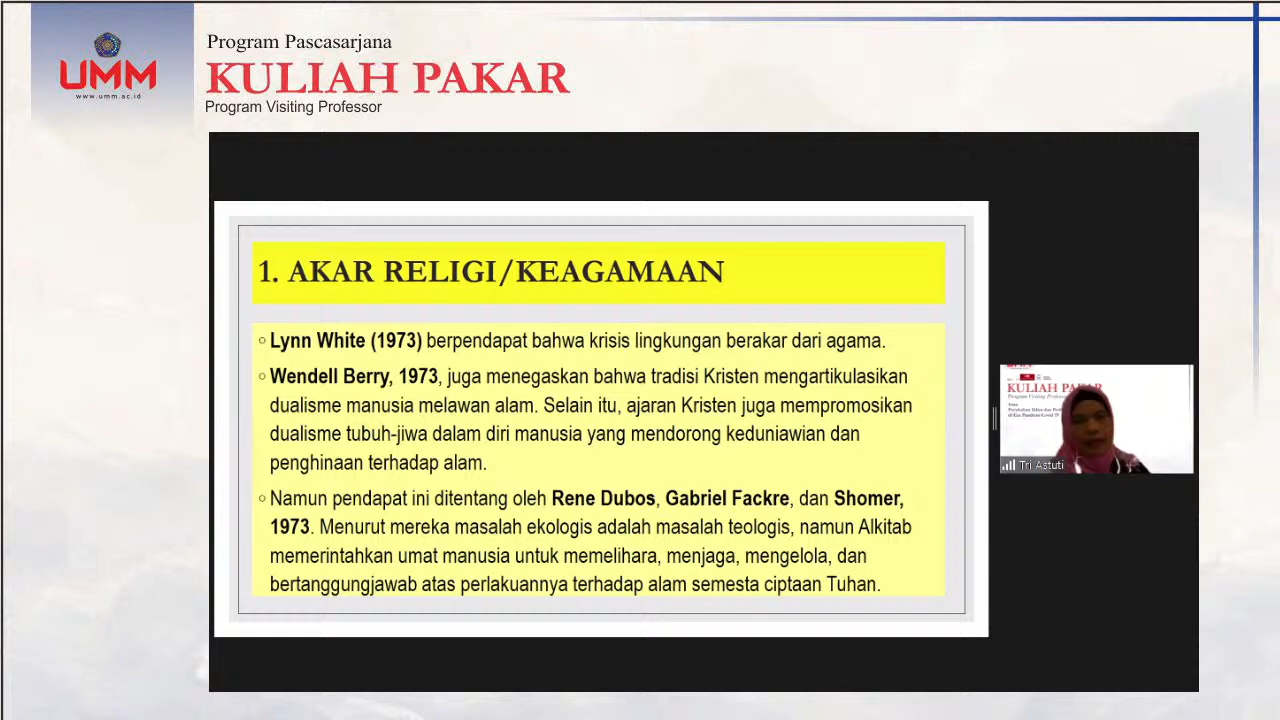 UMM
www.umm.ac.id
Program Pascasarjana
KULIAH PAKAR
Program Visiting Professor
1. AKAR RELIGI/KEAGAMAAN
○ Lynn White (1973) berpendapat bahwa krisis lingkungan berakar dari agama.
○ Wendell Berry, 1973, juga menegaskan bahwa tradisi Kristen mengartikulasikan
dualisme manusia melawan alam. Selain itu, ajaran Kristen juga mempromosikan
dualisme tubuh-jiwa dalam diri manusia yang mendorong keduniawian dan
penghinaan terhadap alam.
○ Namun pendapat ini ditentang oleh Rene Dubos, Gabriel Fackre, dan Shomer,
1973. Menurut mereka masalah ekologis adalah masalah teologis, namun Alkitab
memerintahkan umat manusia untuk memelihara, menjaga, mengelola, dan
bertanggungjawab atas perlakuannya terhadap alam semesta ciptaan Tuhan.
KULIAH PAKAR
Program Visiting
Tri Astuti